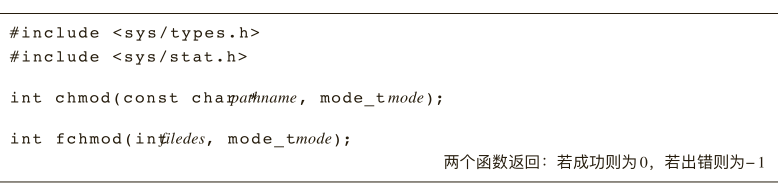 #include <sys/types.h>
#include <sys/stat.h>
int chmod(const char *pathname, mode_t mode);
int fchmod(int filedes, mode_t mode);
两个函数返回：若成功则为0，若出错则为-1